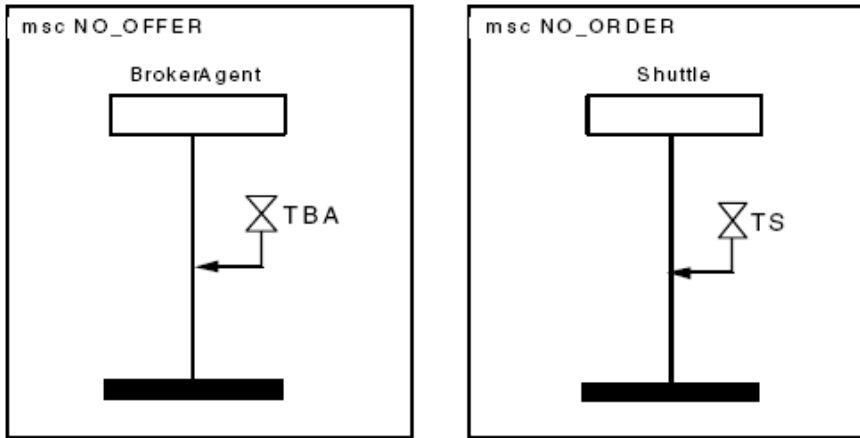 msc NO_OFFER
BrokerAgent
TBA
msc NO_ORDER
Shuttle
TS